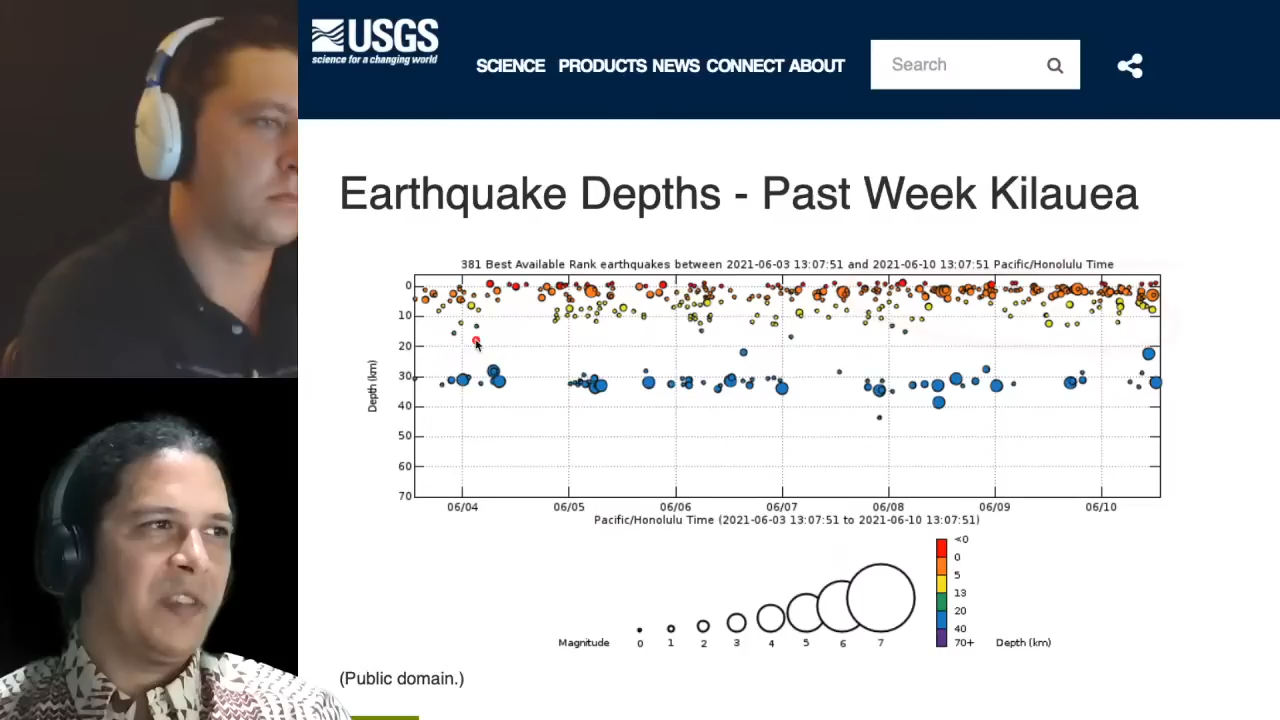 USGS
science for a changing world
SCIENCE PRODUCTS NEWS CONNECT ABOUT
Search
Earthquake Depths - Past Week Kilauea
381 Best Available Rank earthquakes between 2021-06-03 13:07:51 and 2021-06-10 13:07:51 Pacific/Honolulu Time
0
10
20
30
40
50
60
70
Depth (km)
06/04 06/05 06/06 06/07 06/08 06/09 06/10
Pacific/Honolulu Time (2021-06-03 13:07:51 to 2021-06-10 13:07:51)
<0
0
5
13
20
40
70+
Depth (km)
Magnitude 0 1 2 3 4 5 6 7
(Public domain.)